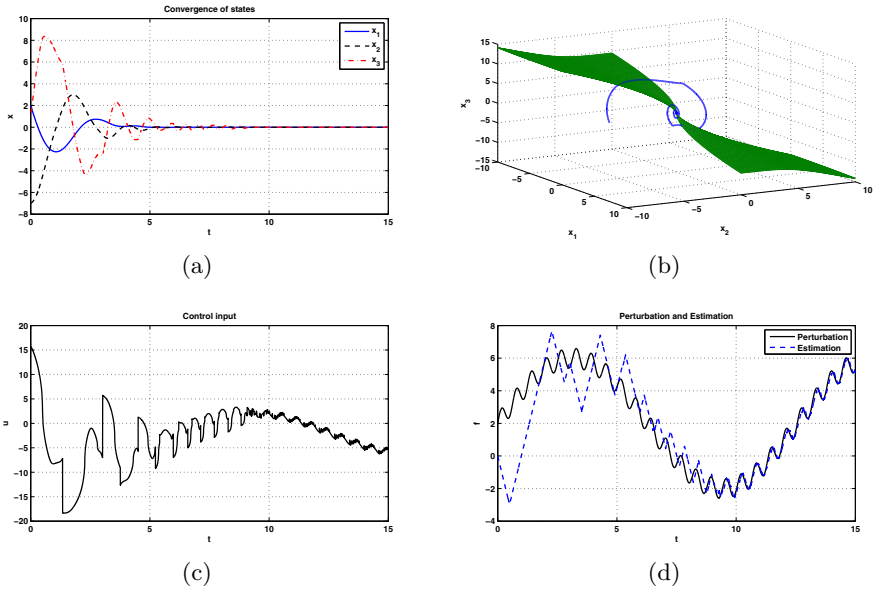 Convergence of states
10
8
6
4
2
0
−2
−4
−6
−8
x
0 5 10 15
t
x1
x2
x3
(a)
15
10
5
0
−5
−10
−15
x3
−10
−5
0
5
10
x1
−10
−5
0
5
10
x2
(b)
Control input
20
15
10
5
0
−5
−10
−15
−20
u
0 5 10 15
t
(c)
Perturbation and Estimation
8
6
4
2
0
−2
−4
f
0 5 10 15
t
Perturbation
Estimation
(d)